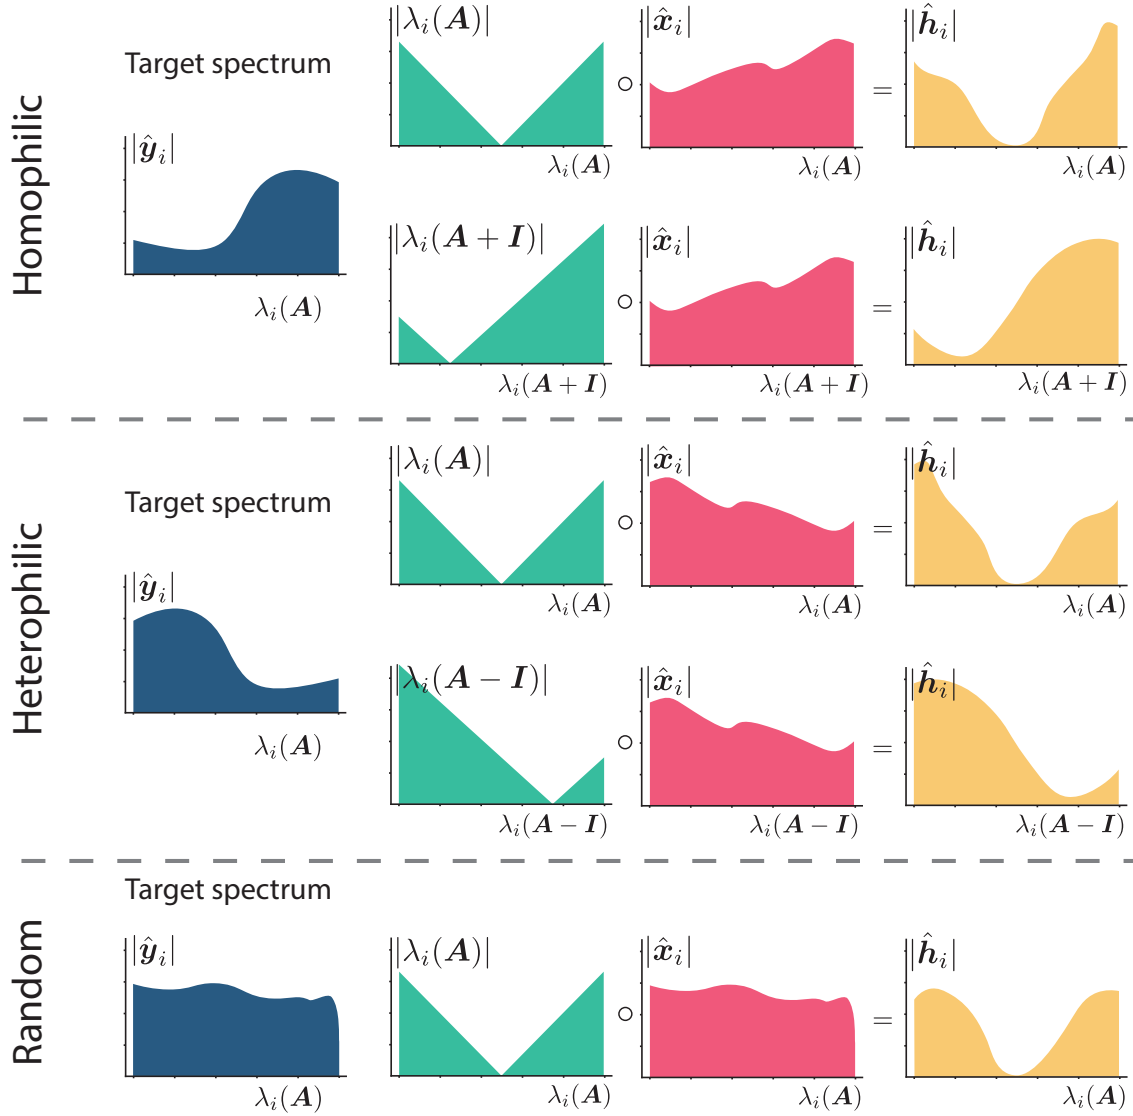 Homophilic
Target spectrum
|ŷᵢ|
λᵢ(A)
|λᵢ(A)|
λᵢ(A)
∘
|x̂ᵢ|
λᵢ(A)
=
|ĥᵢ|
λᵢ(A)
|λᵢ(A + I)|
λᵢ(A + I)
∘
|x̂ᵢ|
λᵢ(A + I)
=
|ĥᵢ|
λᵢ(A + I)
Heterophilic
Target spectrum
|ŷᵢ|
λᵢ(A)
|λᵢ(A)|
λᵢ(A)
∘
|x̂ᵢ|
λᵢ(A)
=
|ĥᵢ|
λᵢ(A)
|λᵢ(A − I)|
λᵢ(A − I)
∘
|x̂ᵢ|
λᵢ(A − I)
=
|ĥᵢ|
λᵢ(A − I)
Random
Target spectrum
|ŷᵢ|
λᵢ(A)
|λᵢ(A)|
λᵢ(A)
∘
|x̂ᵢ|
λᵢ(A)
=
|ĥᵢ|
λᵢ(A)